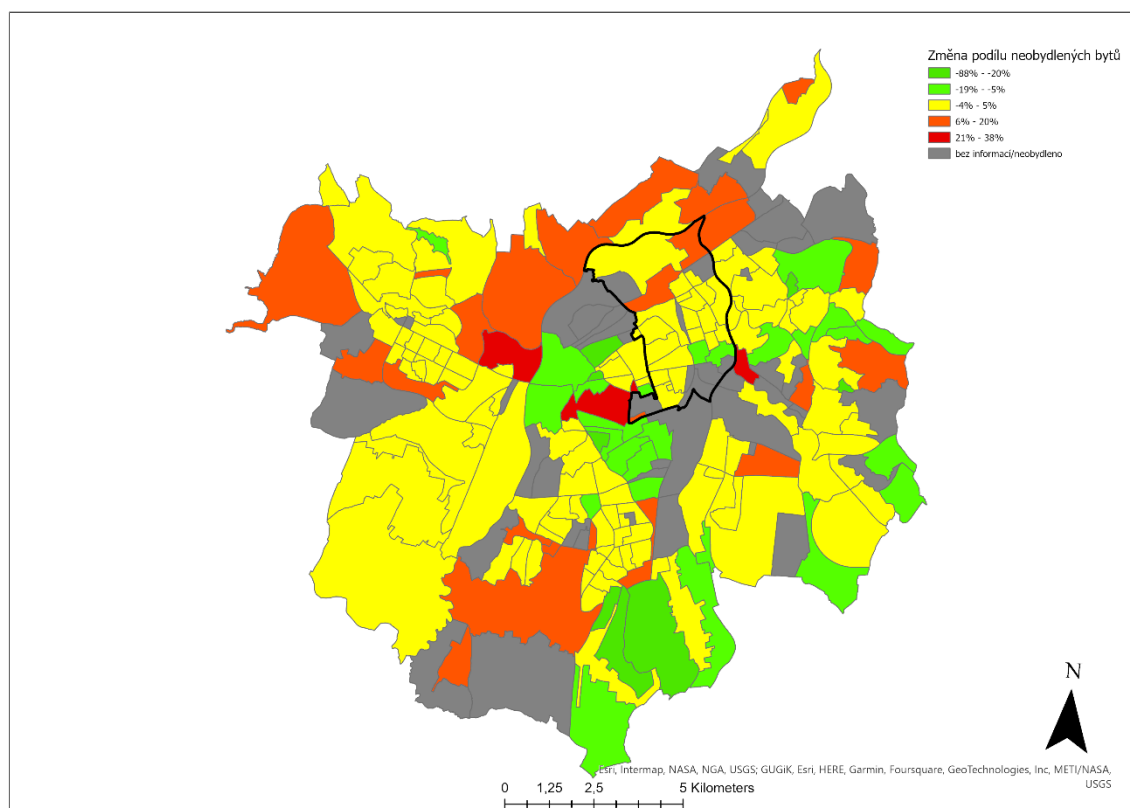 Změna podílu neobydlených bytů
-88% - -20%
-19% - -5%
-4% - 5%
6% - 20%
21% - 38%
bez informací/neobydleno
N
Esri, Intermap, NASA, NGA, USGS; GUGiK, Esri, HERE, Garmin, Foursquare, GeoTechnologies, Inc, METI/NASA,
USGS
0 1,25 2,5 5 Kilometers